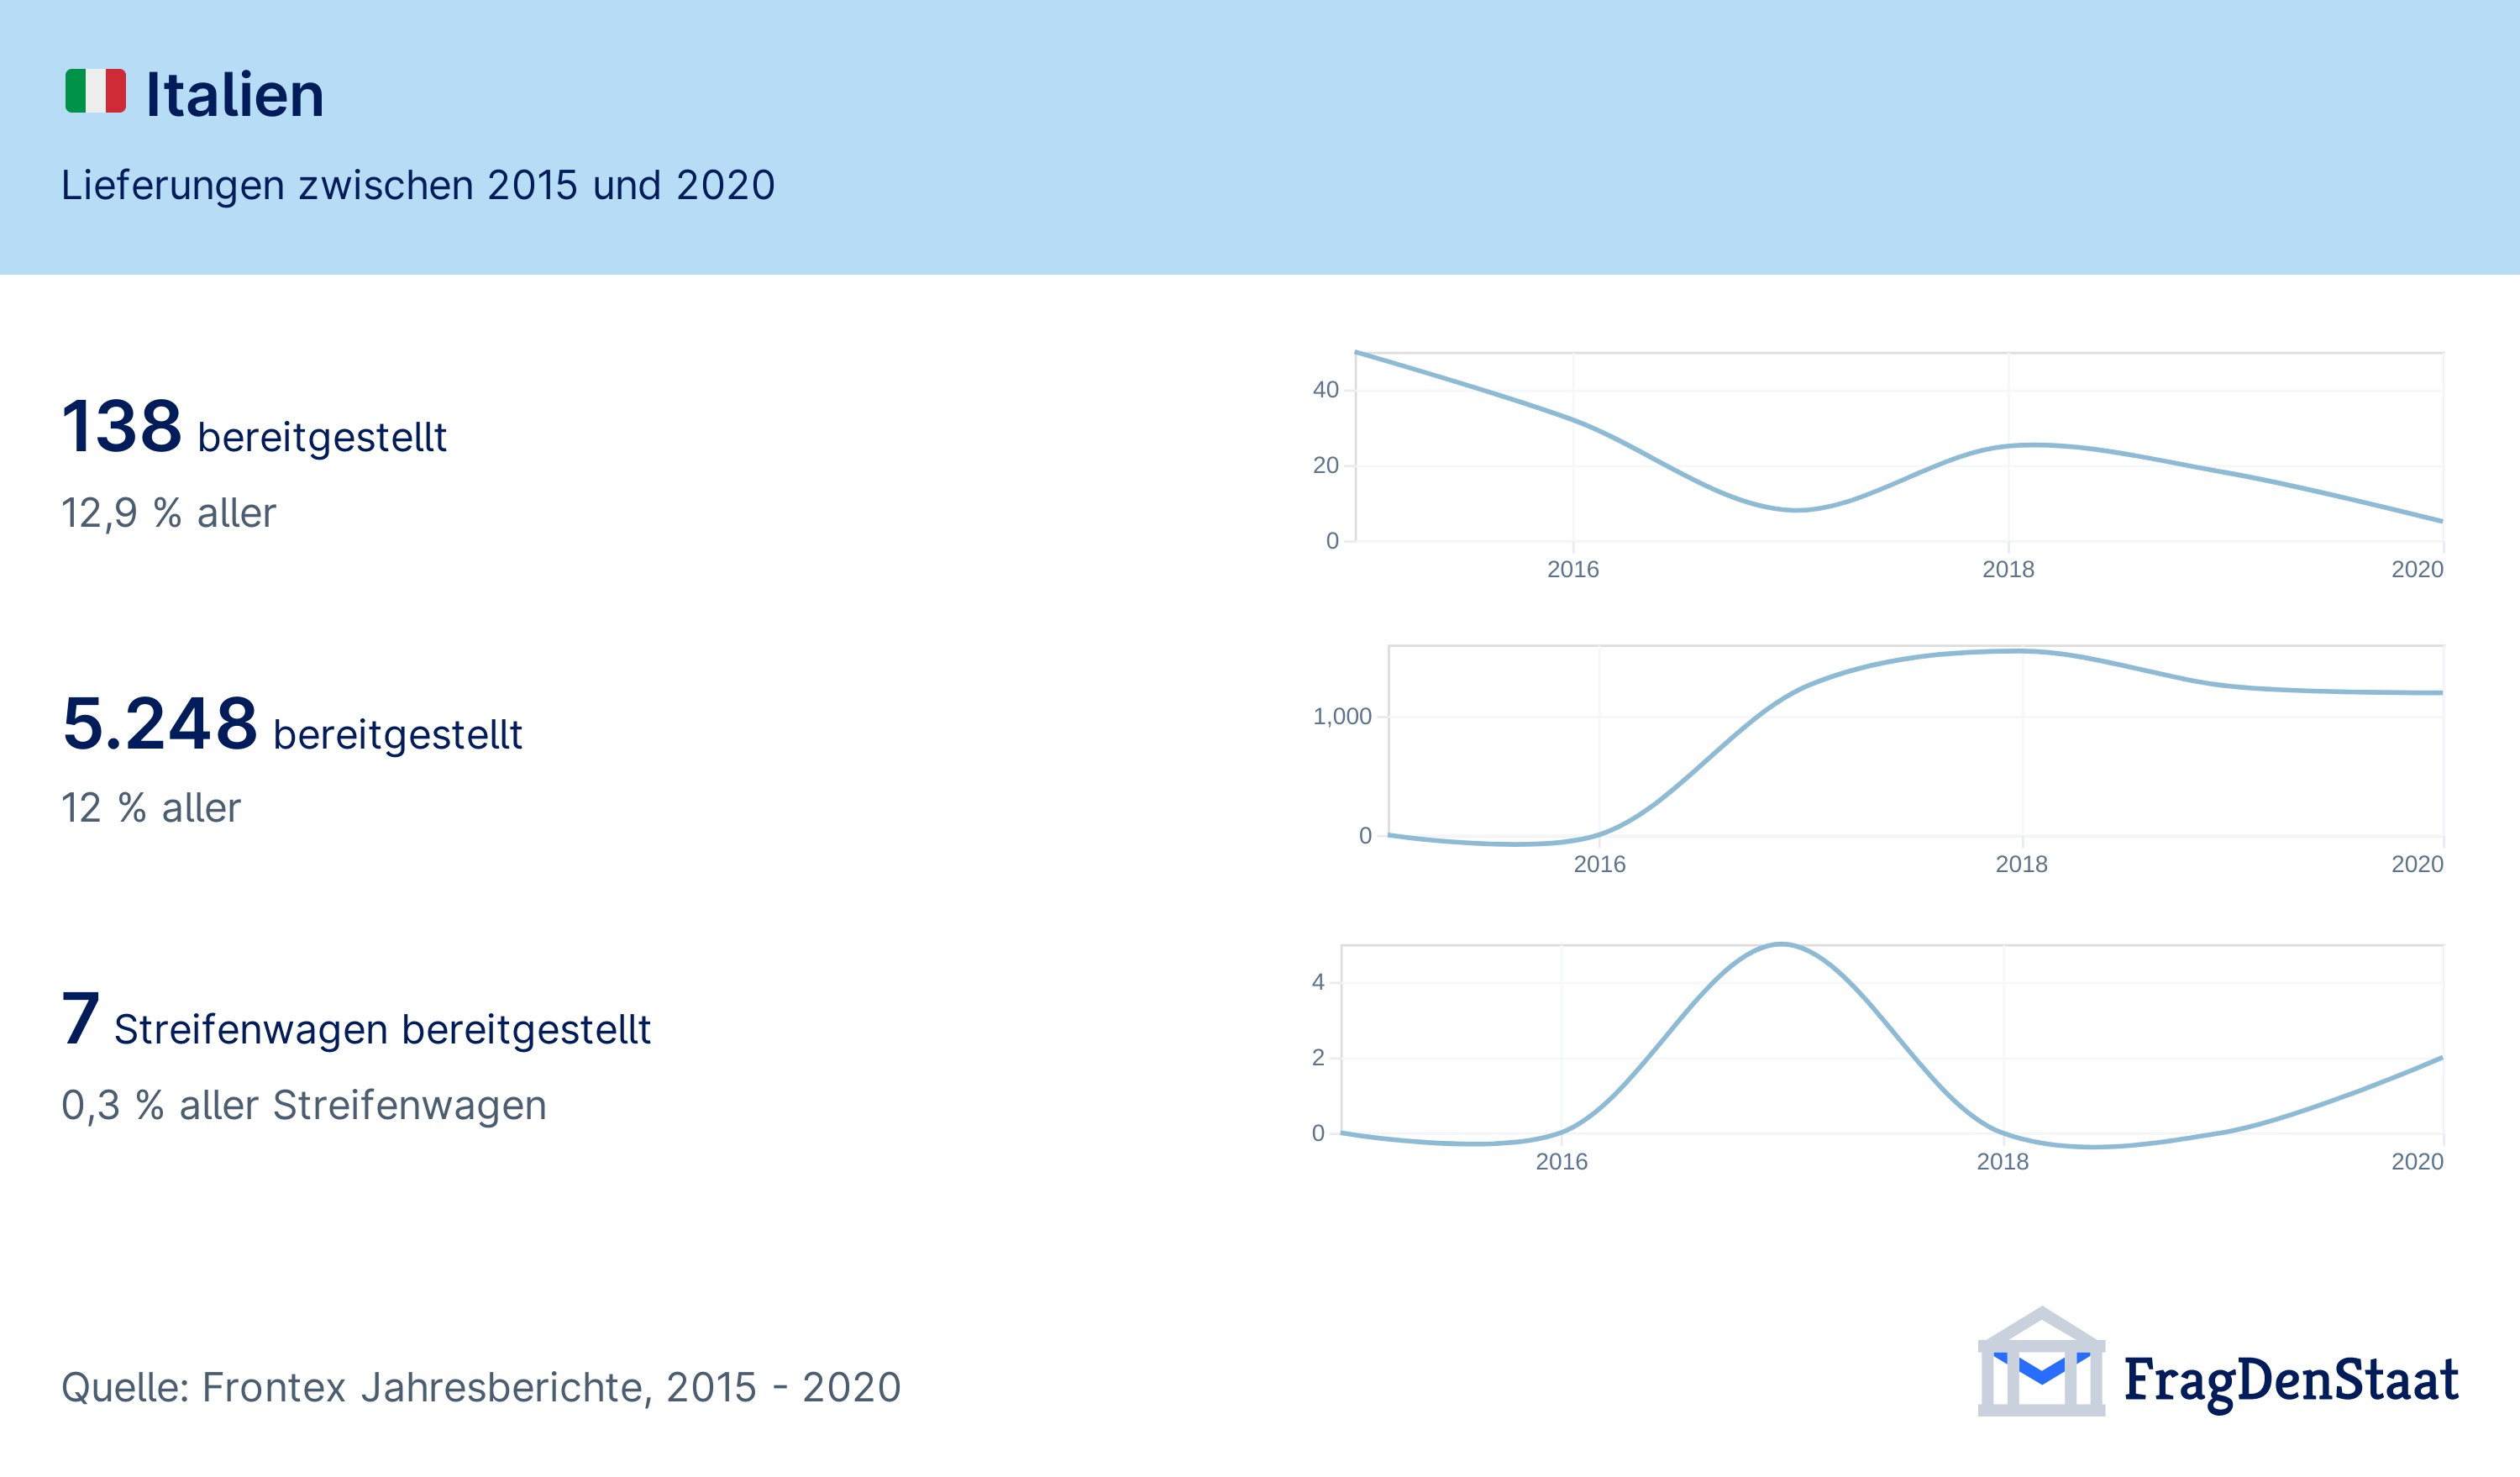 Italien
Lieferungen zwischen 2015 und 2020
138 bereitgestellt
12,9 % aller
40
20
0
2016 2018 2020
5.248 bereitgestellt
12 % aller
1,000
0
2016 2018 2020
7 Streifenwagen bereitgestellt
0,3 % aller Streifenwagen
4
2
0
2016 2018 2020
Quelle: Frontex Jahresberichte, 2015 - 2020
FragDenStaat